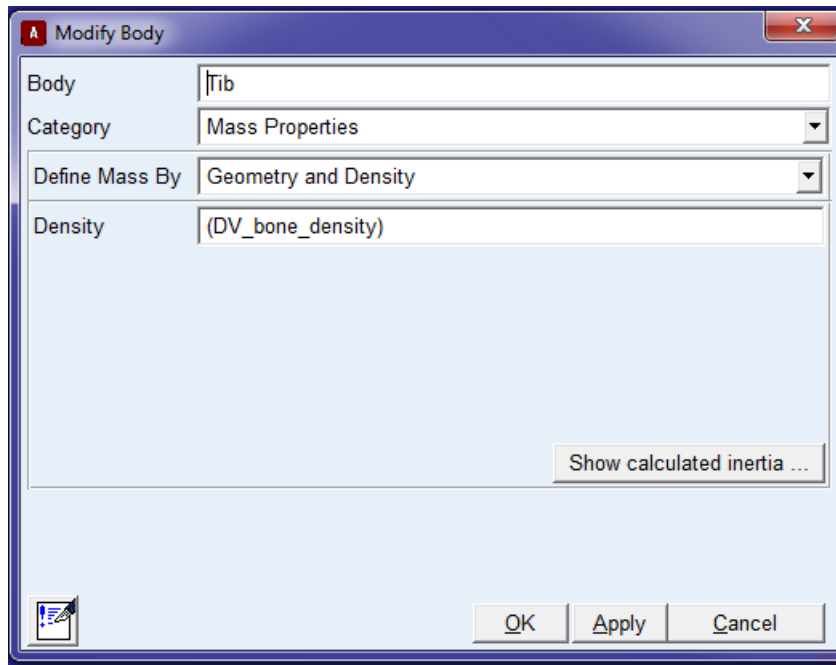 A Modify Body X
Body Tib
Category Mass Properties
Define Mass By Geometry and Density
Density (DV_bone_density)
Show calculated inertia ...
OK Apply Cancel